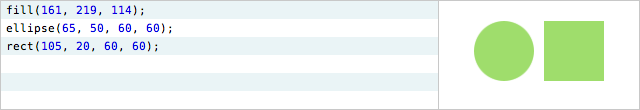 fill(161, 219, 114);
ellipse(65, 50, 60, 60);
rect(105, 20, 60, 60);